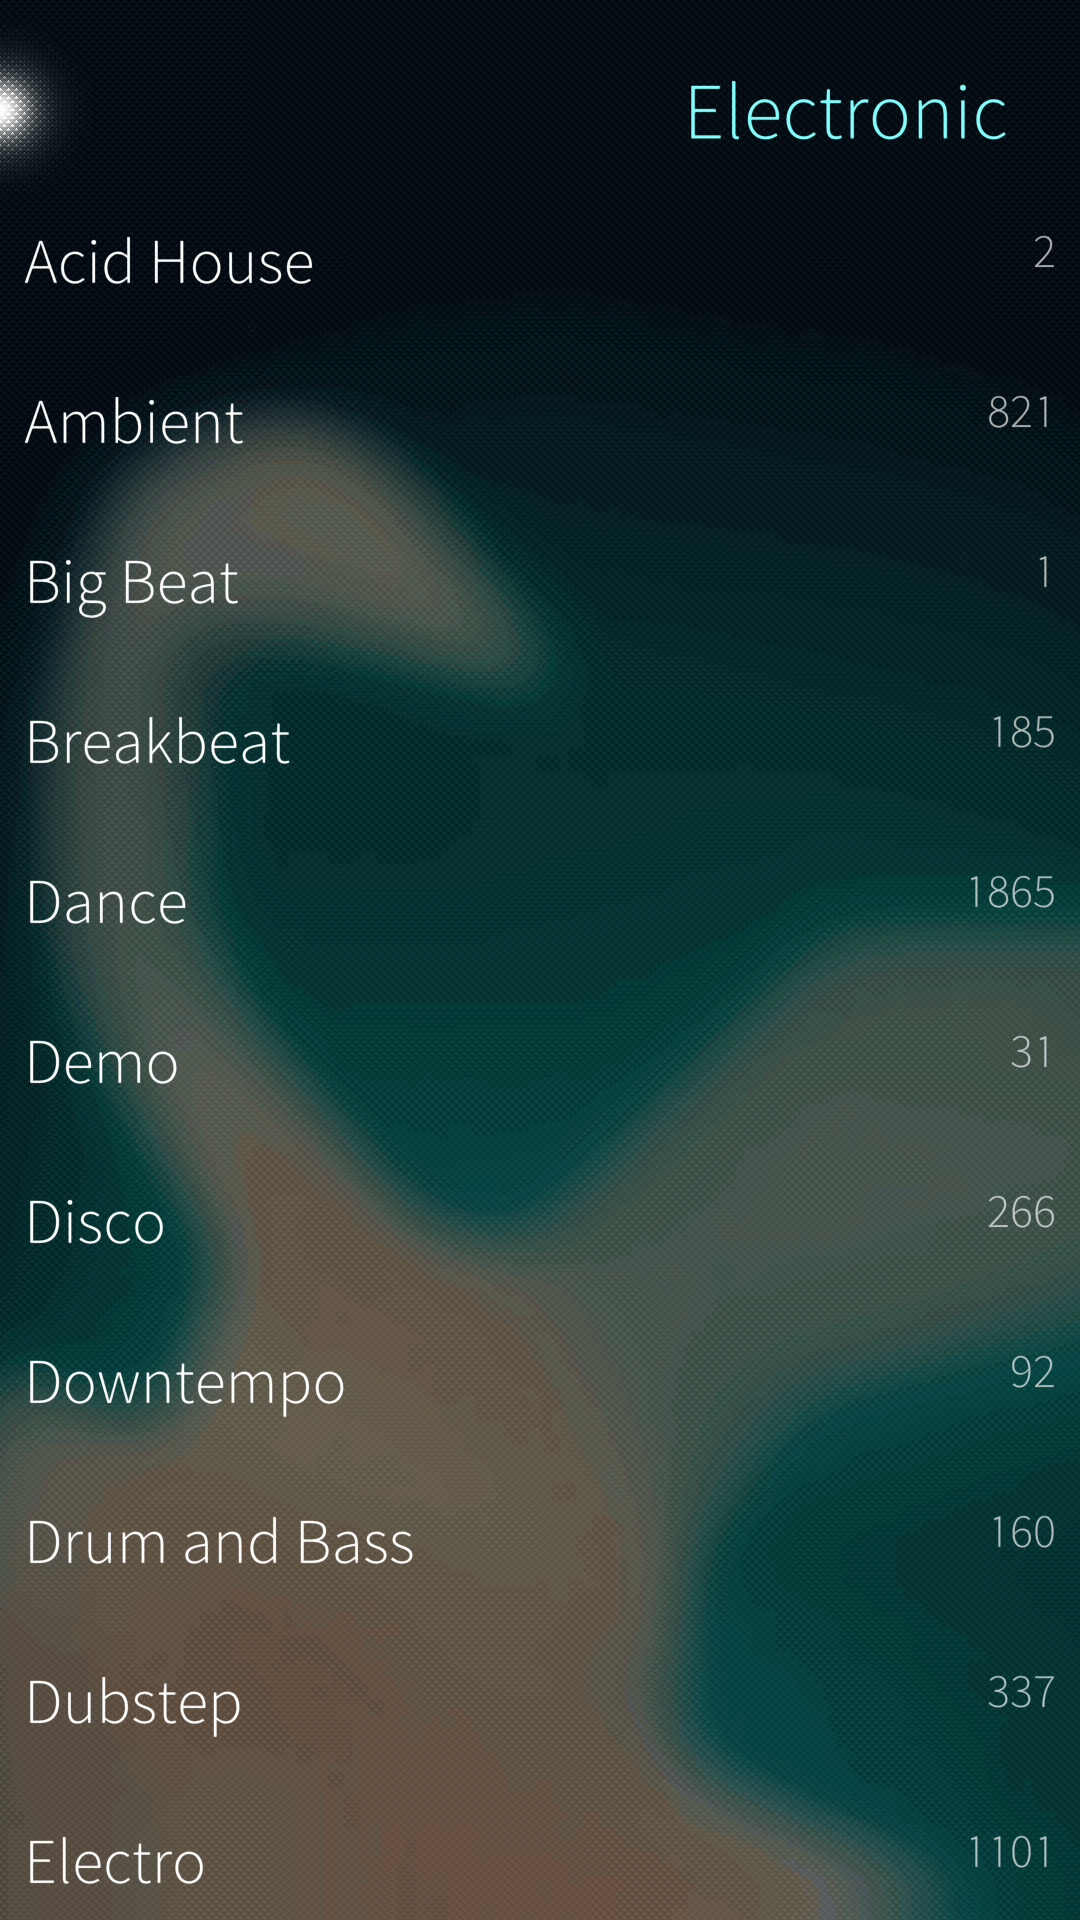 Electronic
Acid House 2
Ambient 821
Big Beat 1
Breakbeat 185
Dance 1865
Demo 31
Disco 266
Downtempo 92
Drum and Bass 160
Dubstep 337
Electro 1101